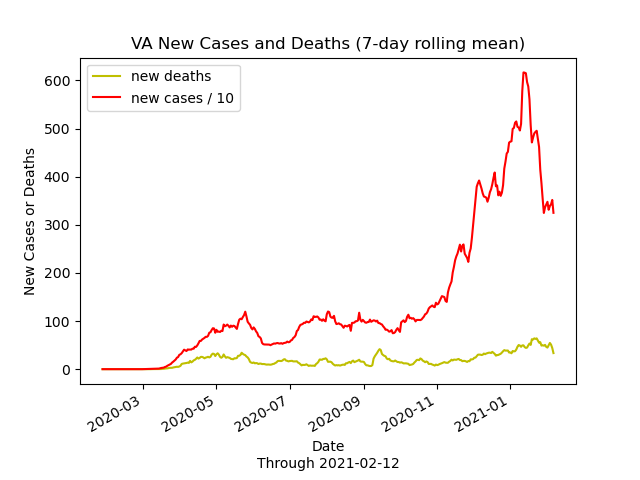 VA New Cases and Deaths (7-day rolling mean)
new deaths
new cases / 10
600
500
400
300
200
100
0
New Cases or Deaths
2020-03
2020-05
2020-07
2020-09
2020-11
2021-01
Date
Through 2021-02-12